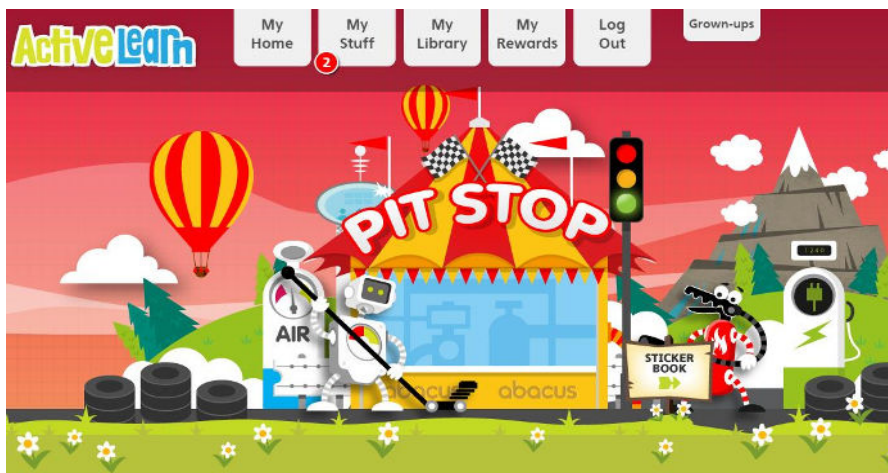 ActiveLearn
My
Home
My
Stuff
2
My
Library
My
Rewards
Log
Out
Grown-ups
PIT STOP
1240
AIR
STICKER
BOOK
abacus
abacus